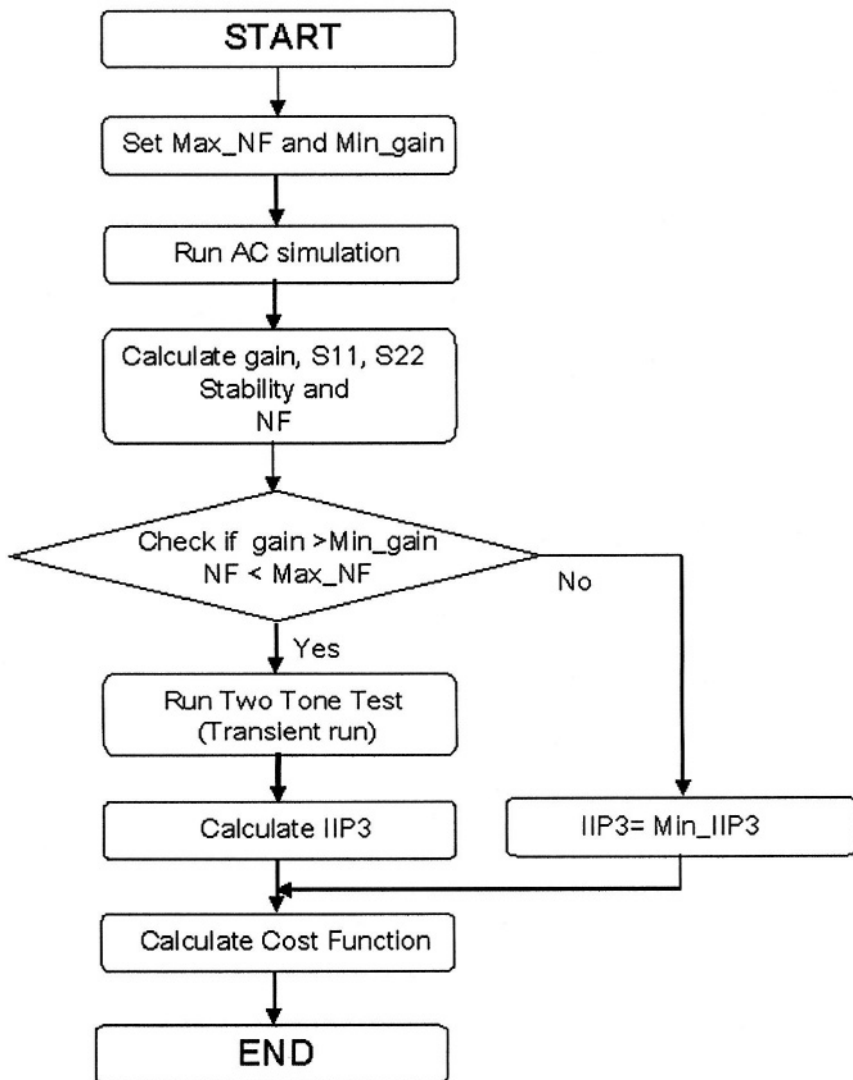 START
Set Max_NF and Min_gain
Run AC simulation
Calculate gain, S11, S22
Stability and
NF
Check if gain >Min_gain
NF < Max_NF
No
Yes
Run Two Tone Test
(Transient run)
Calculate IIP3
IIP3= Min_IIP3
Calculate Cost Function
END